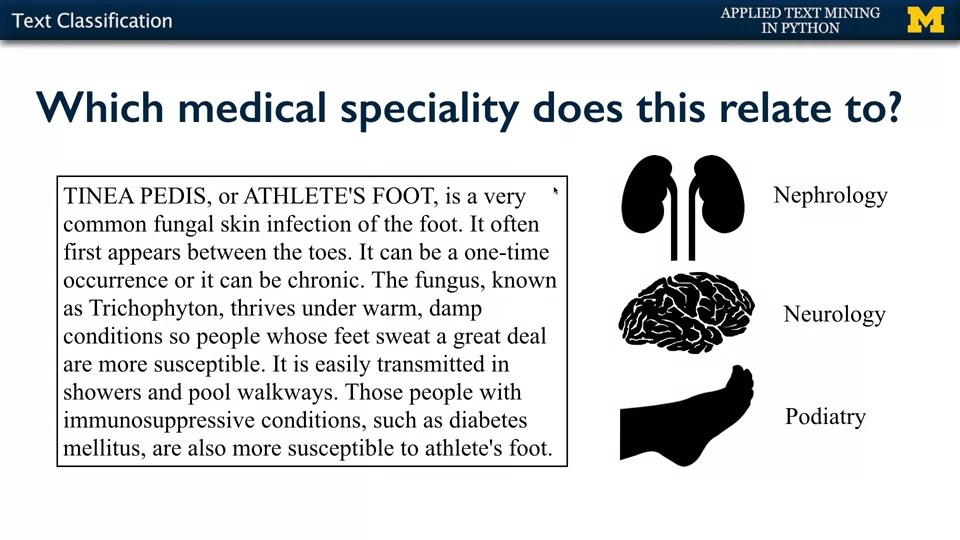 Text Classification
APPLIED TEXT MINING
IN PYTHON
M
Which medical speciality does this relate to?
TINEA PEDIS, or ATHLETE'S FOOT, is a very
common fungal skin infection of the foot. It often
first appears between the toes. It can be a one-time
occurrence or it can be chronic. The fungus, known
as Trichophyton, thrives under warm, damp
conditions so people whose feet sweat a great deal
are more susceptible. It is easily transmitted in
showers and pool walkways. Those people with
immunosuppressive conditions, such as diabetes
mellitus, are also more susceptible to athlete's foot.
Nephrology
Neurology
Podiatry